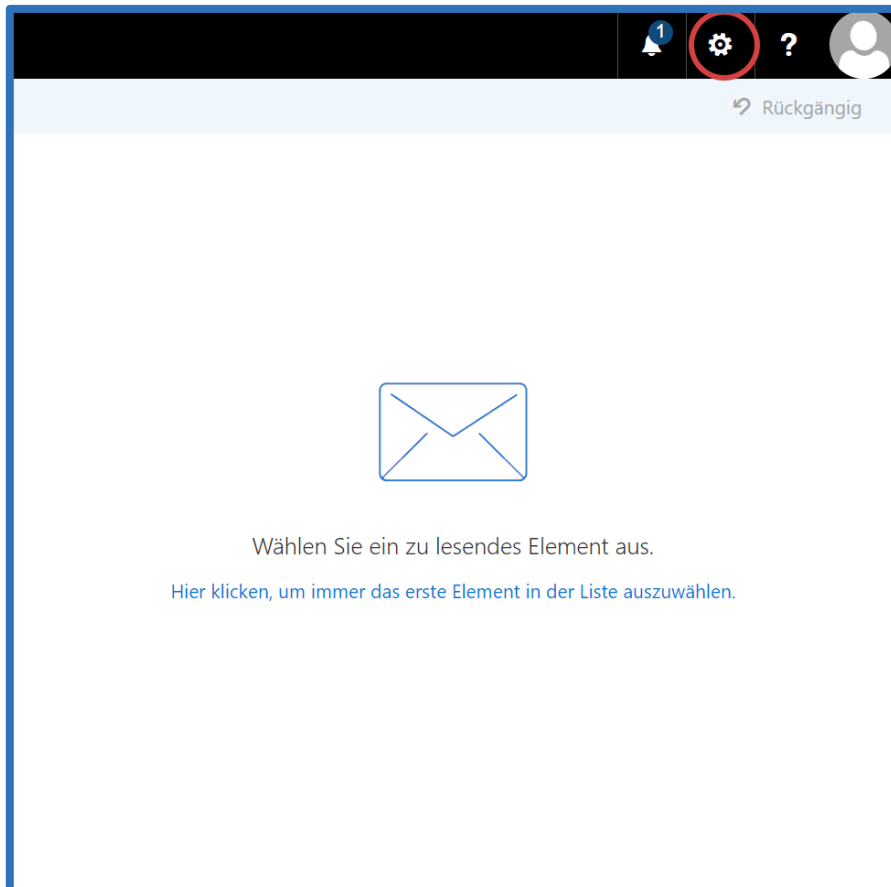 1
?
Rückgängig
Wählen Sie ein zu lesendes Element aus.
Hier klicken, um immer das erste Element in der Liste auszuwählen.